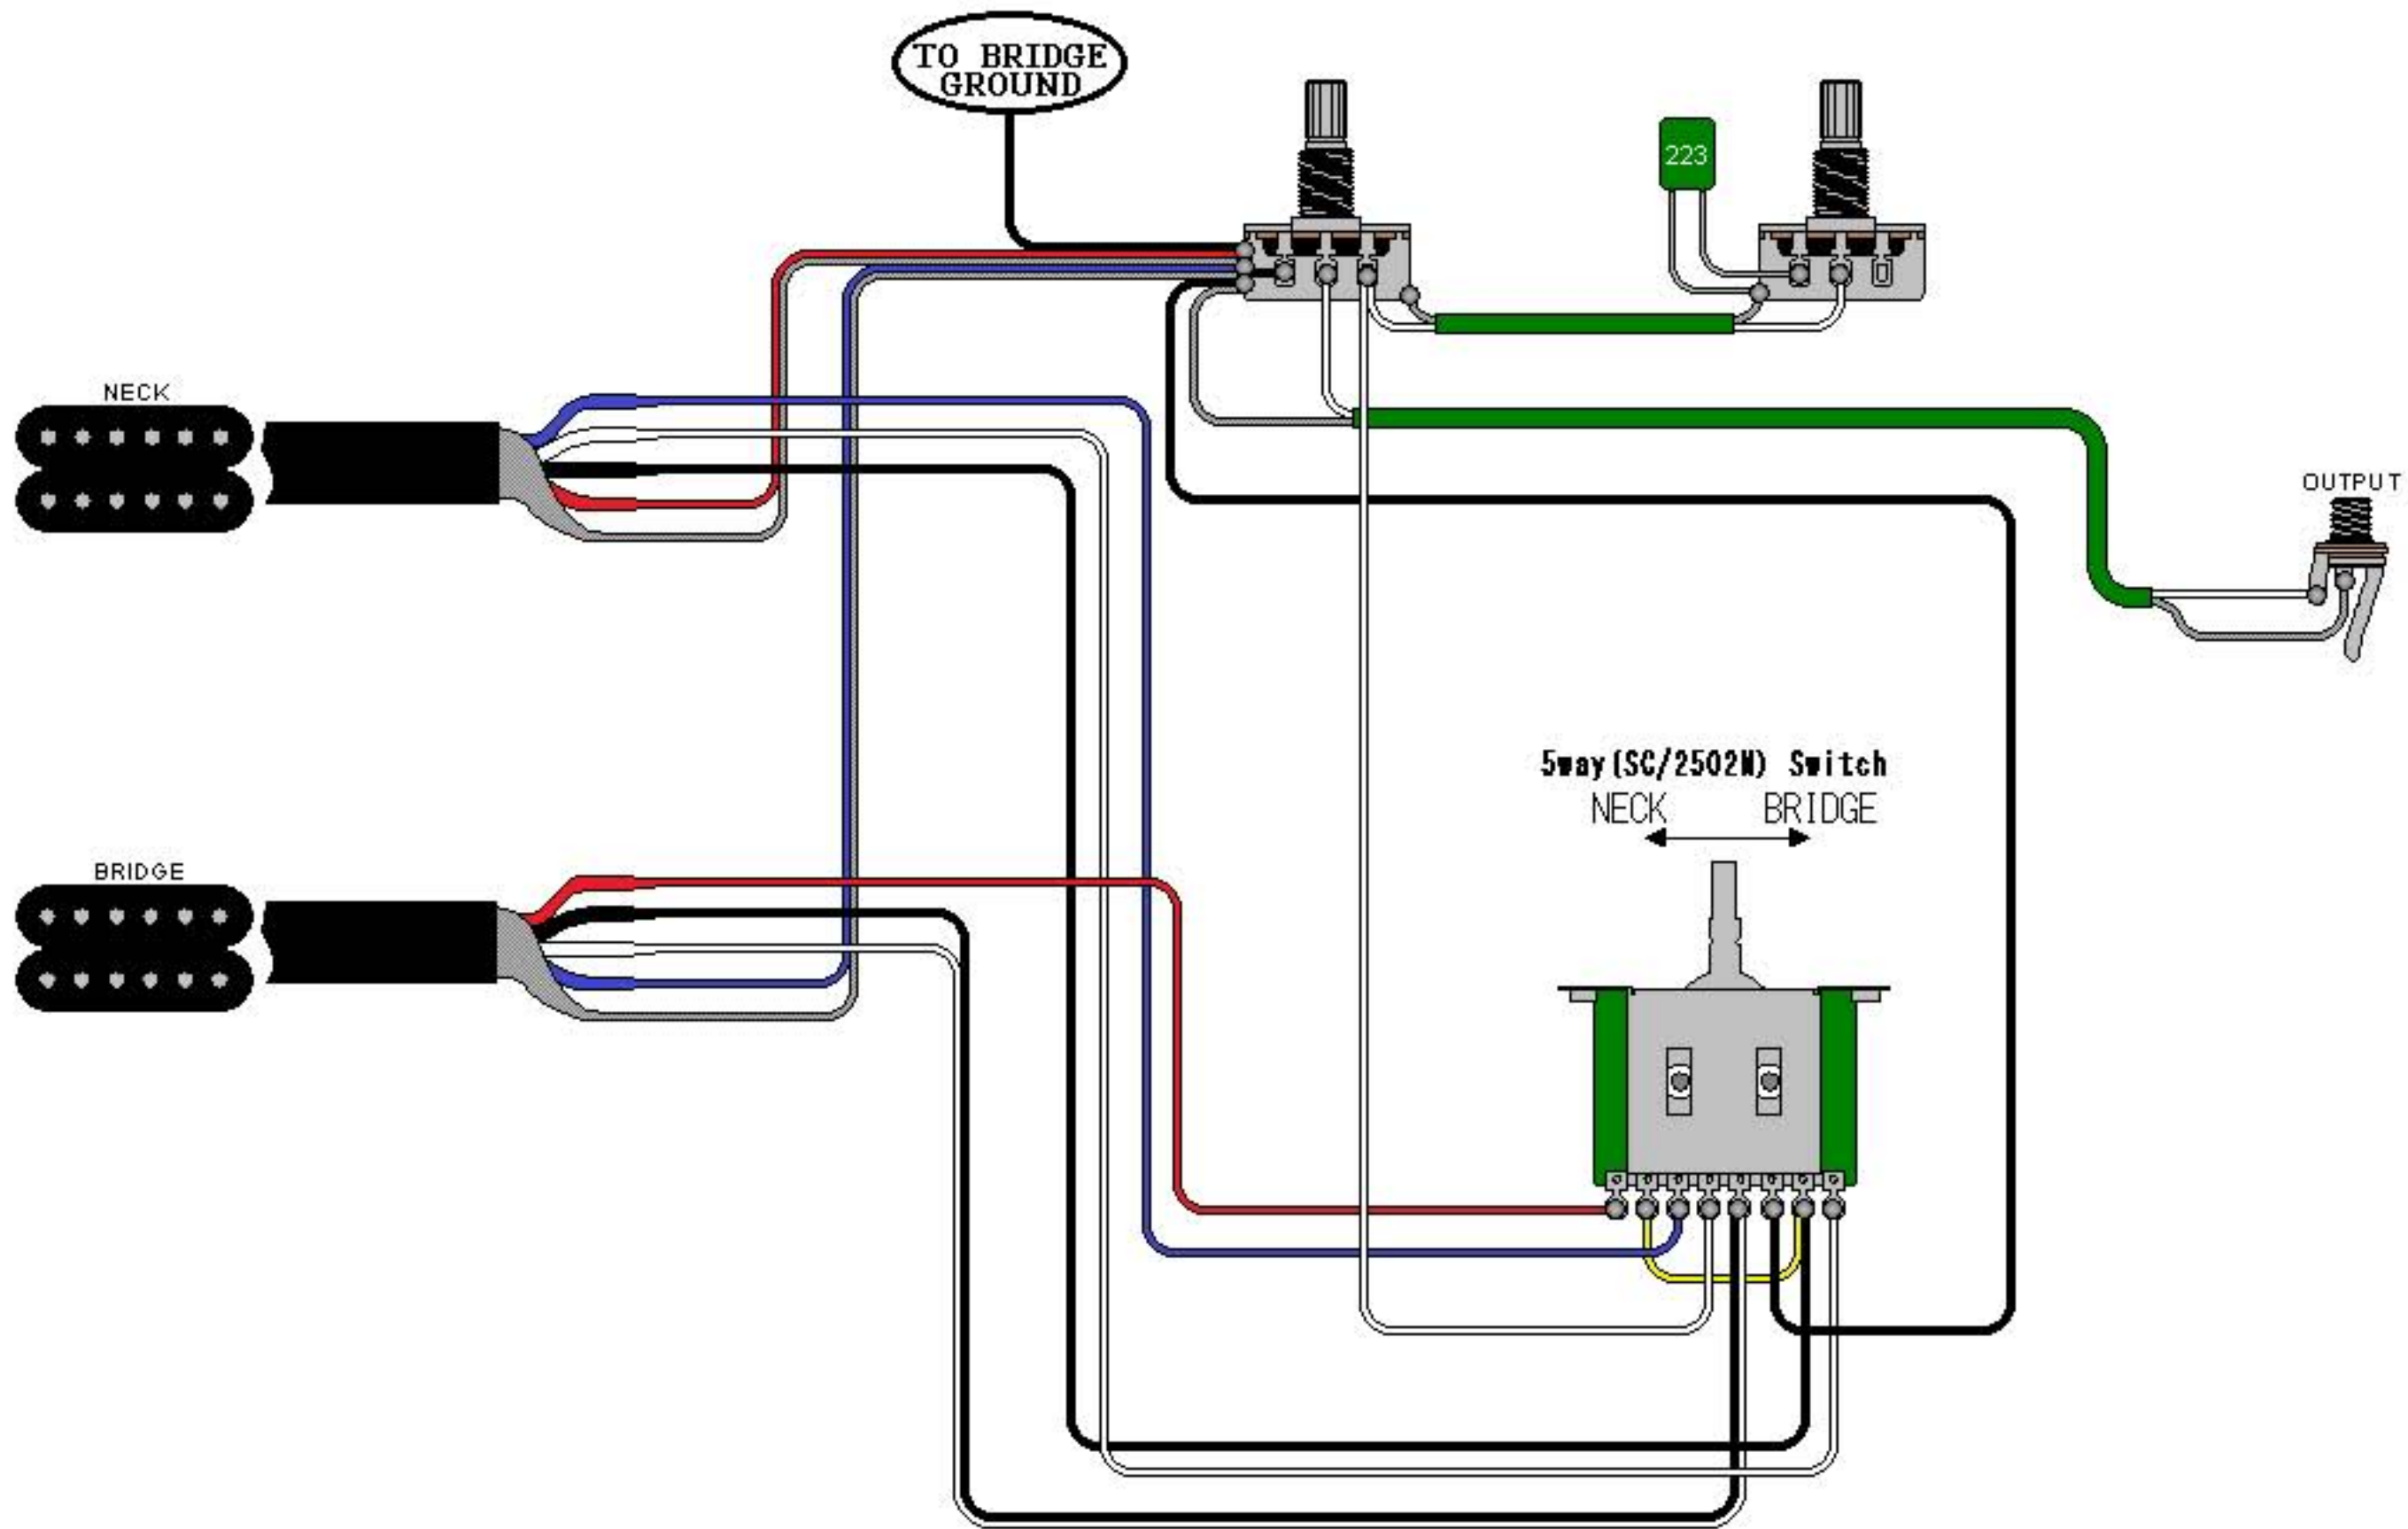 TO BRIDGE
GROUND
223
NECK
OUTPUT
5way(SC/2502N) Switch
NECK BRIDGE
BRIDGE